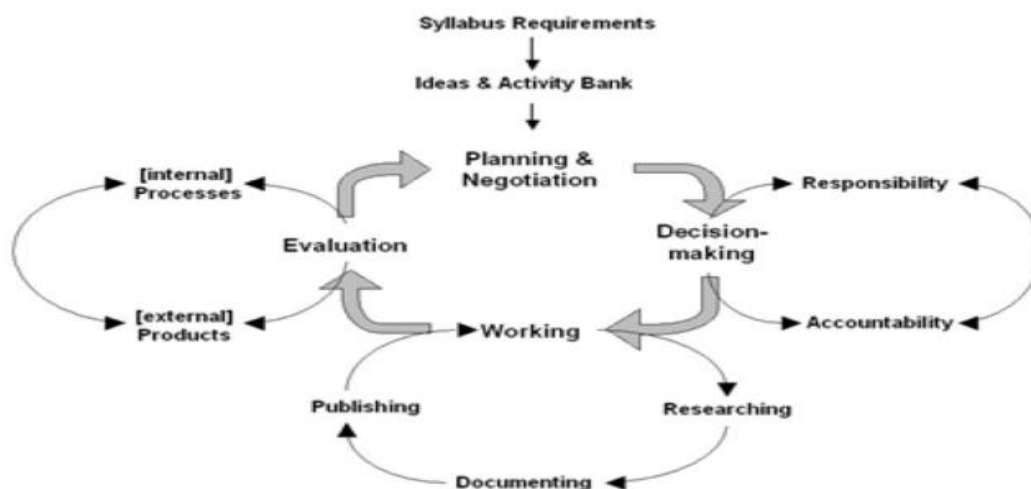 Syllabus Requirements
Ideas & Activity Bank
Planning &
Negotiation
[internal]
Processes
Responsibility
Evaluation
Decision-
making
[external]
Products
Working
Accountability
Publishing
Researching
Documenting